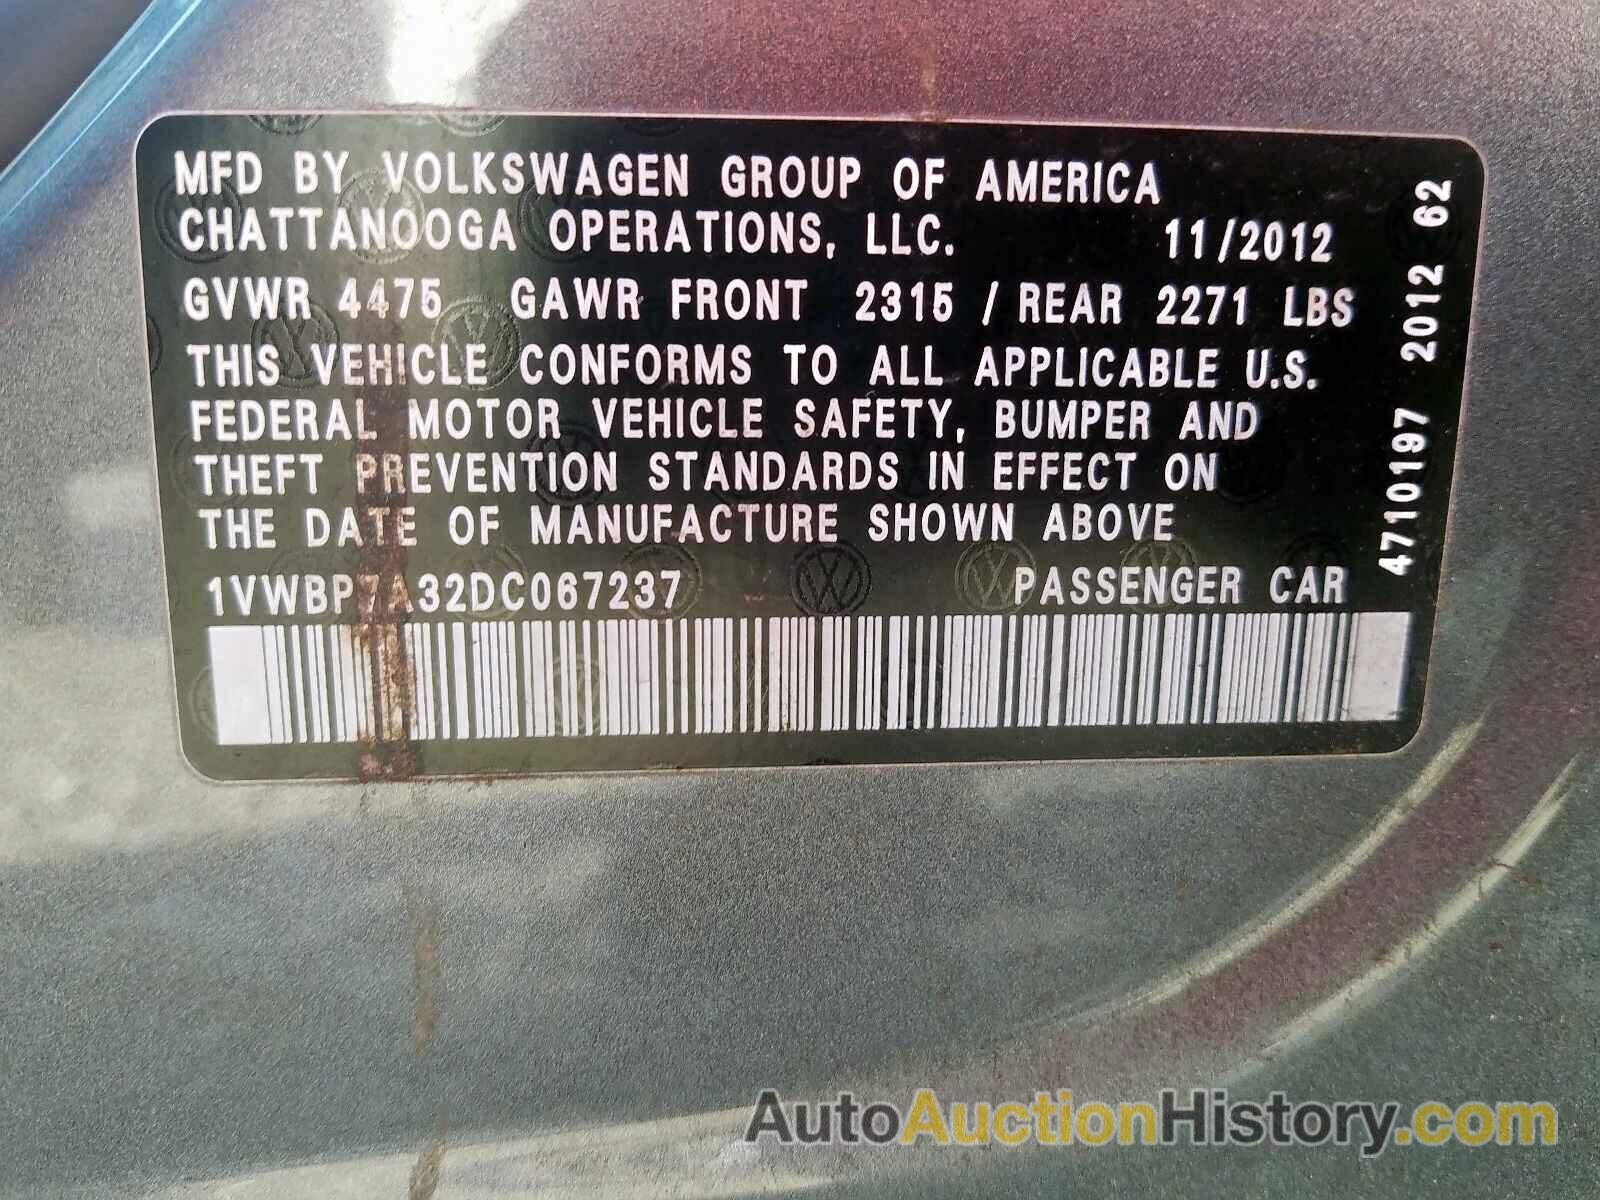 MFD BY VOLKSWAGEN GROUP OF AMERICA
CHATTANOOGA OPERATIONS, LLC. 11/2012
GVWR 4475 GAWR FRONT 2315 / REAR 2271 LBS
THIS VEHICLE CONFORMS TO ALL APPLICABLE U.S.
FEDERAL MOTOR VEHICLE SAFETY, BUMPER AND
THEFT PREVENTION STANDARDS IN EFFECT ON
THE DATE OF MANUFACTURE SHOWN ABOVE
1VWBP7A32DC067237 PASSENGER CAR
4710197 2012 62
AutoAuctionHistory.com